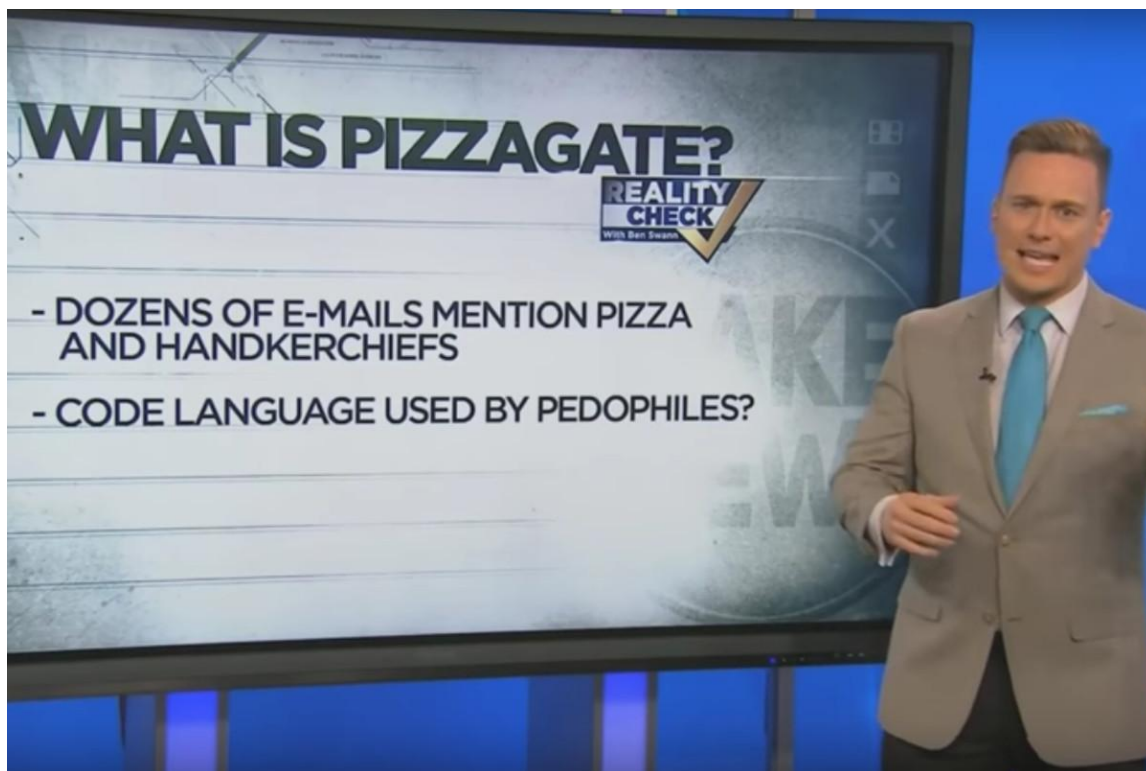 WHAT IS PIZZAGATE?
REALITY
CHECK
With Ben Swann
- DOZENS OF E-MAILS MENTION PIZZA
AND HANDKERCHIEFS
- CODE LANGUAGE USED BY PEDOPHILES?